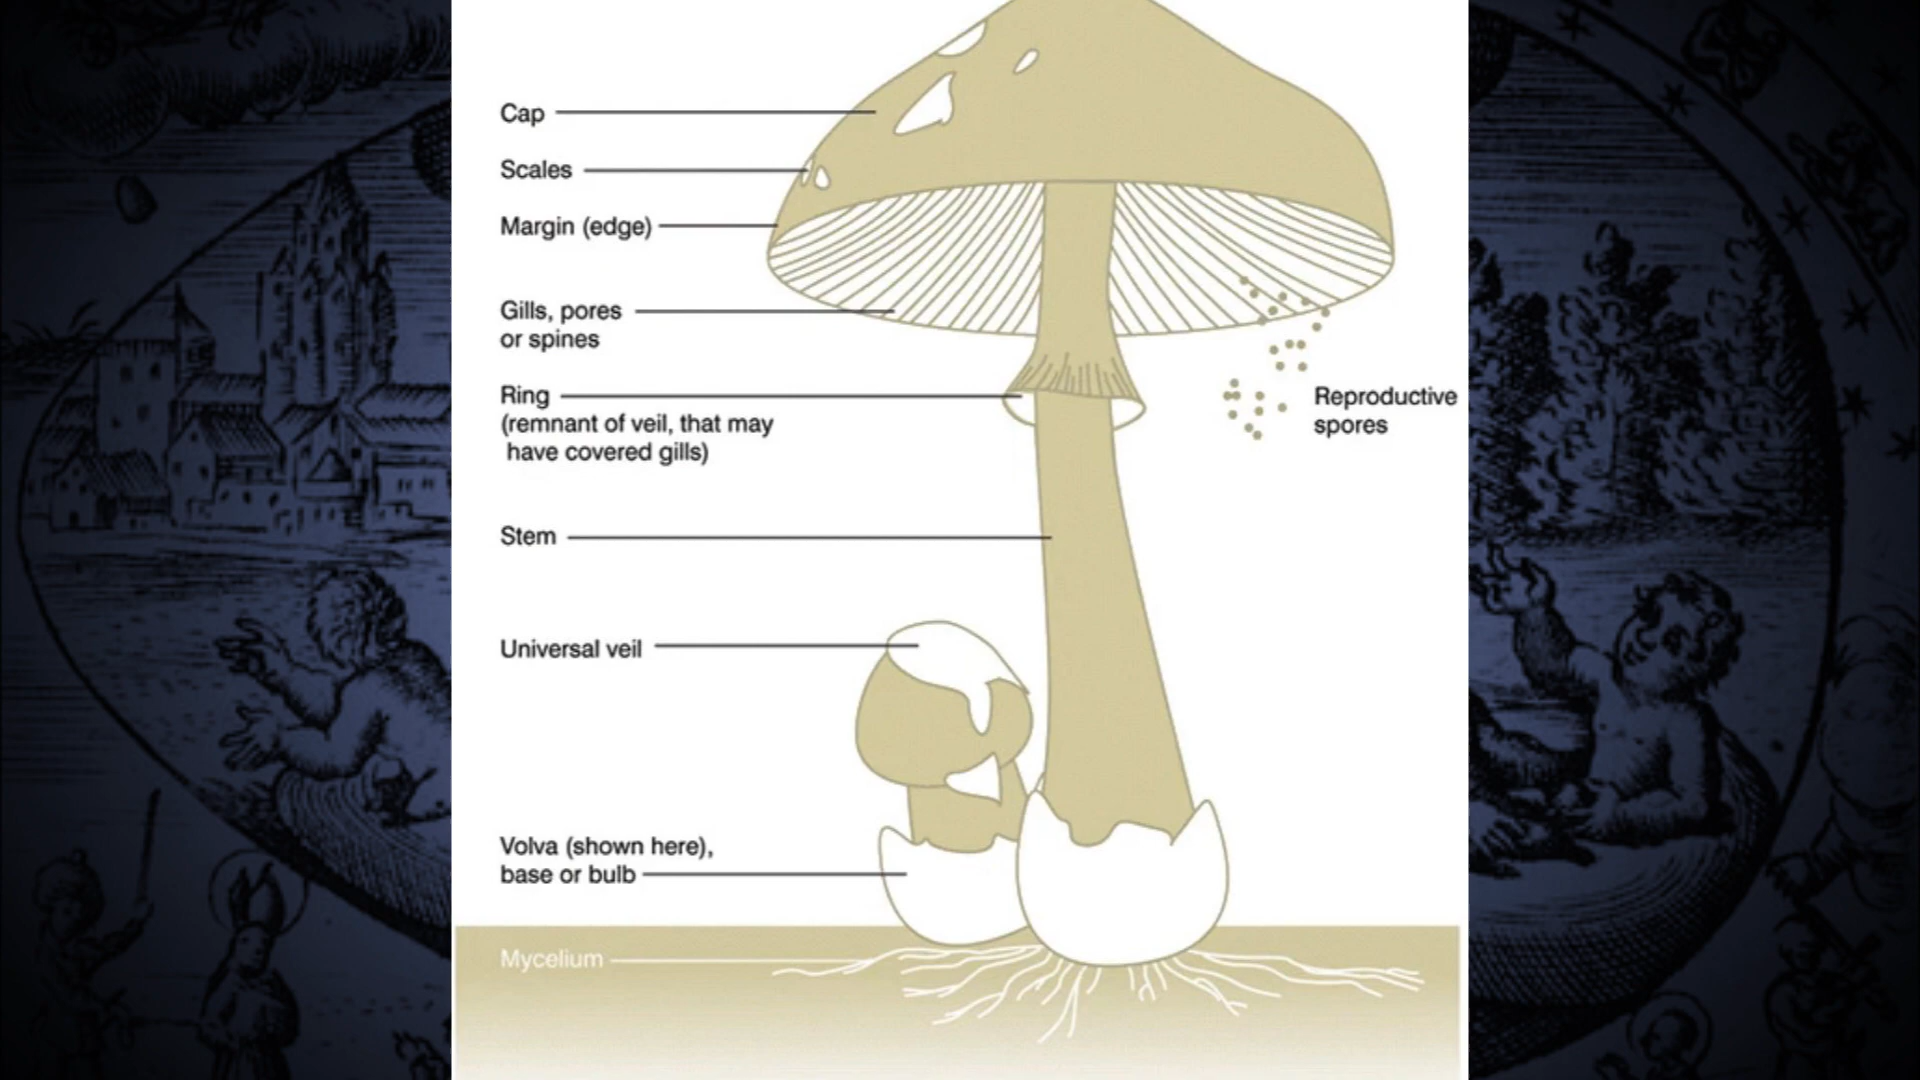 Cap
Scales
Margin (edge)
Gills, pores
or spines
Ring
(remnant of veil, that may
have covered gills)
Reproductive
spores
Stem
Universal veil
Volva (shown here),
base or bulb
Mycelium